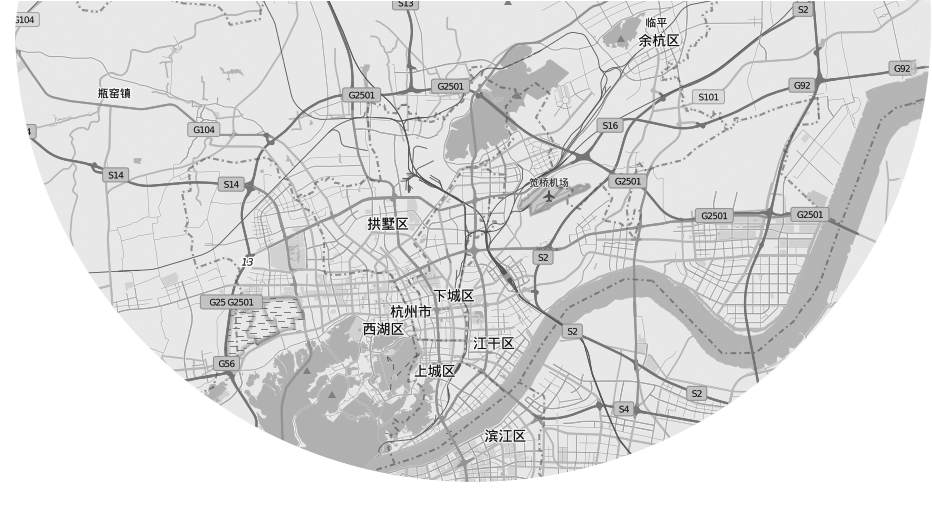 S13
S2
G104
临平
余杭区
G92
G92
G2501
G2501
S101
瓶窑镇
G104
S16
S14
S14
笕桥机场
G2501
G2501
G2501
拱墅区
S2
13
下城区
G25 G2501
杭州市
西湖区
S2
江干区
G56
上城区
S2
S4
滨江区